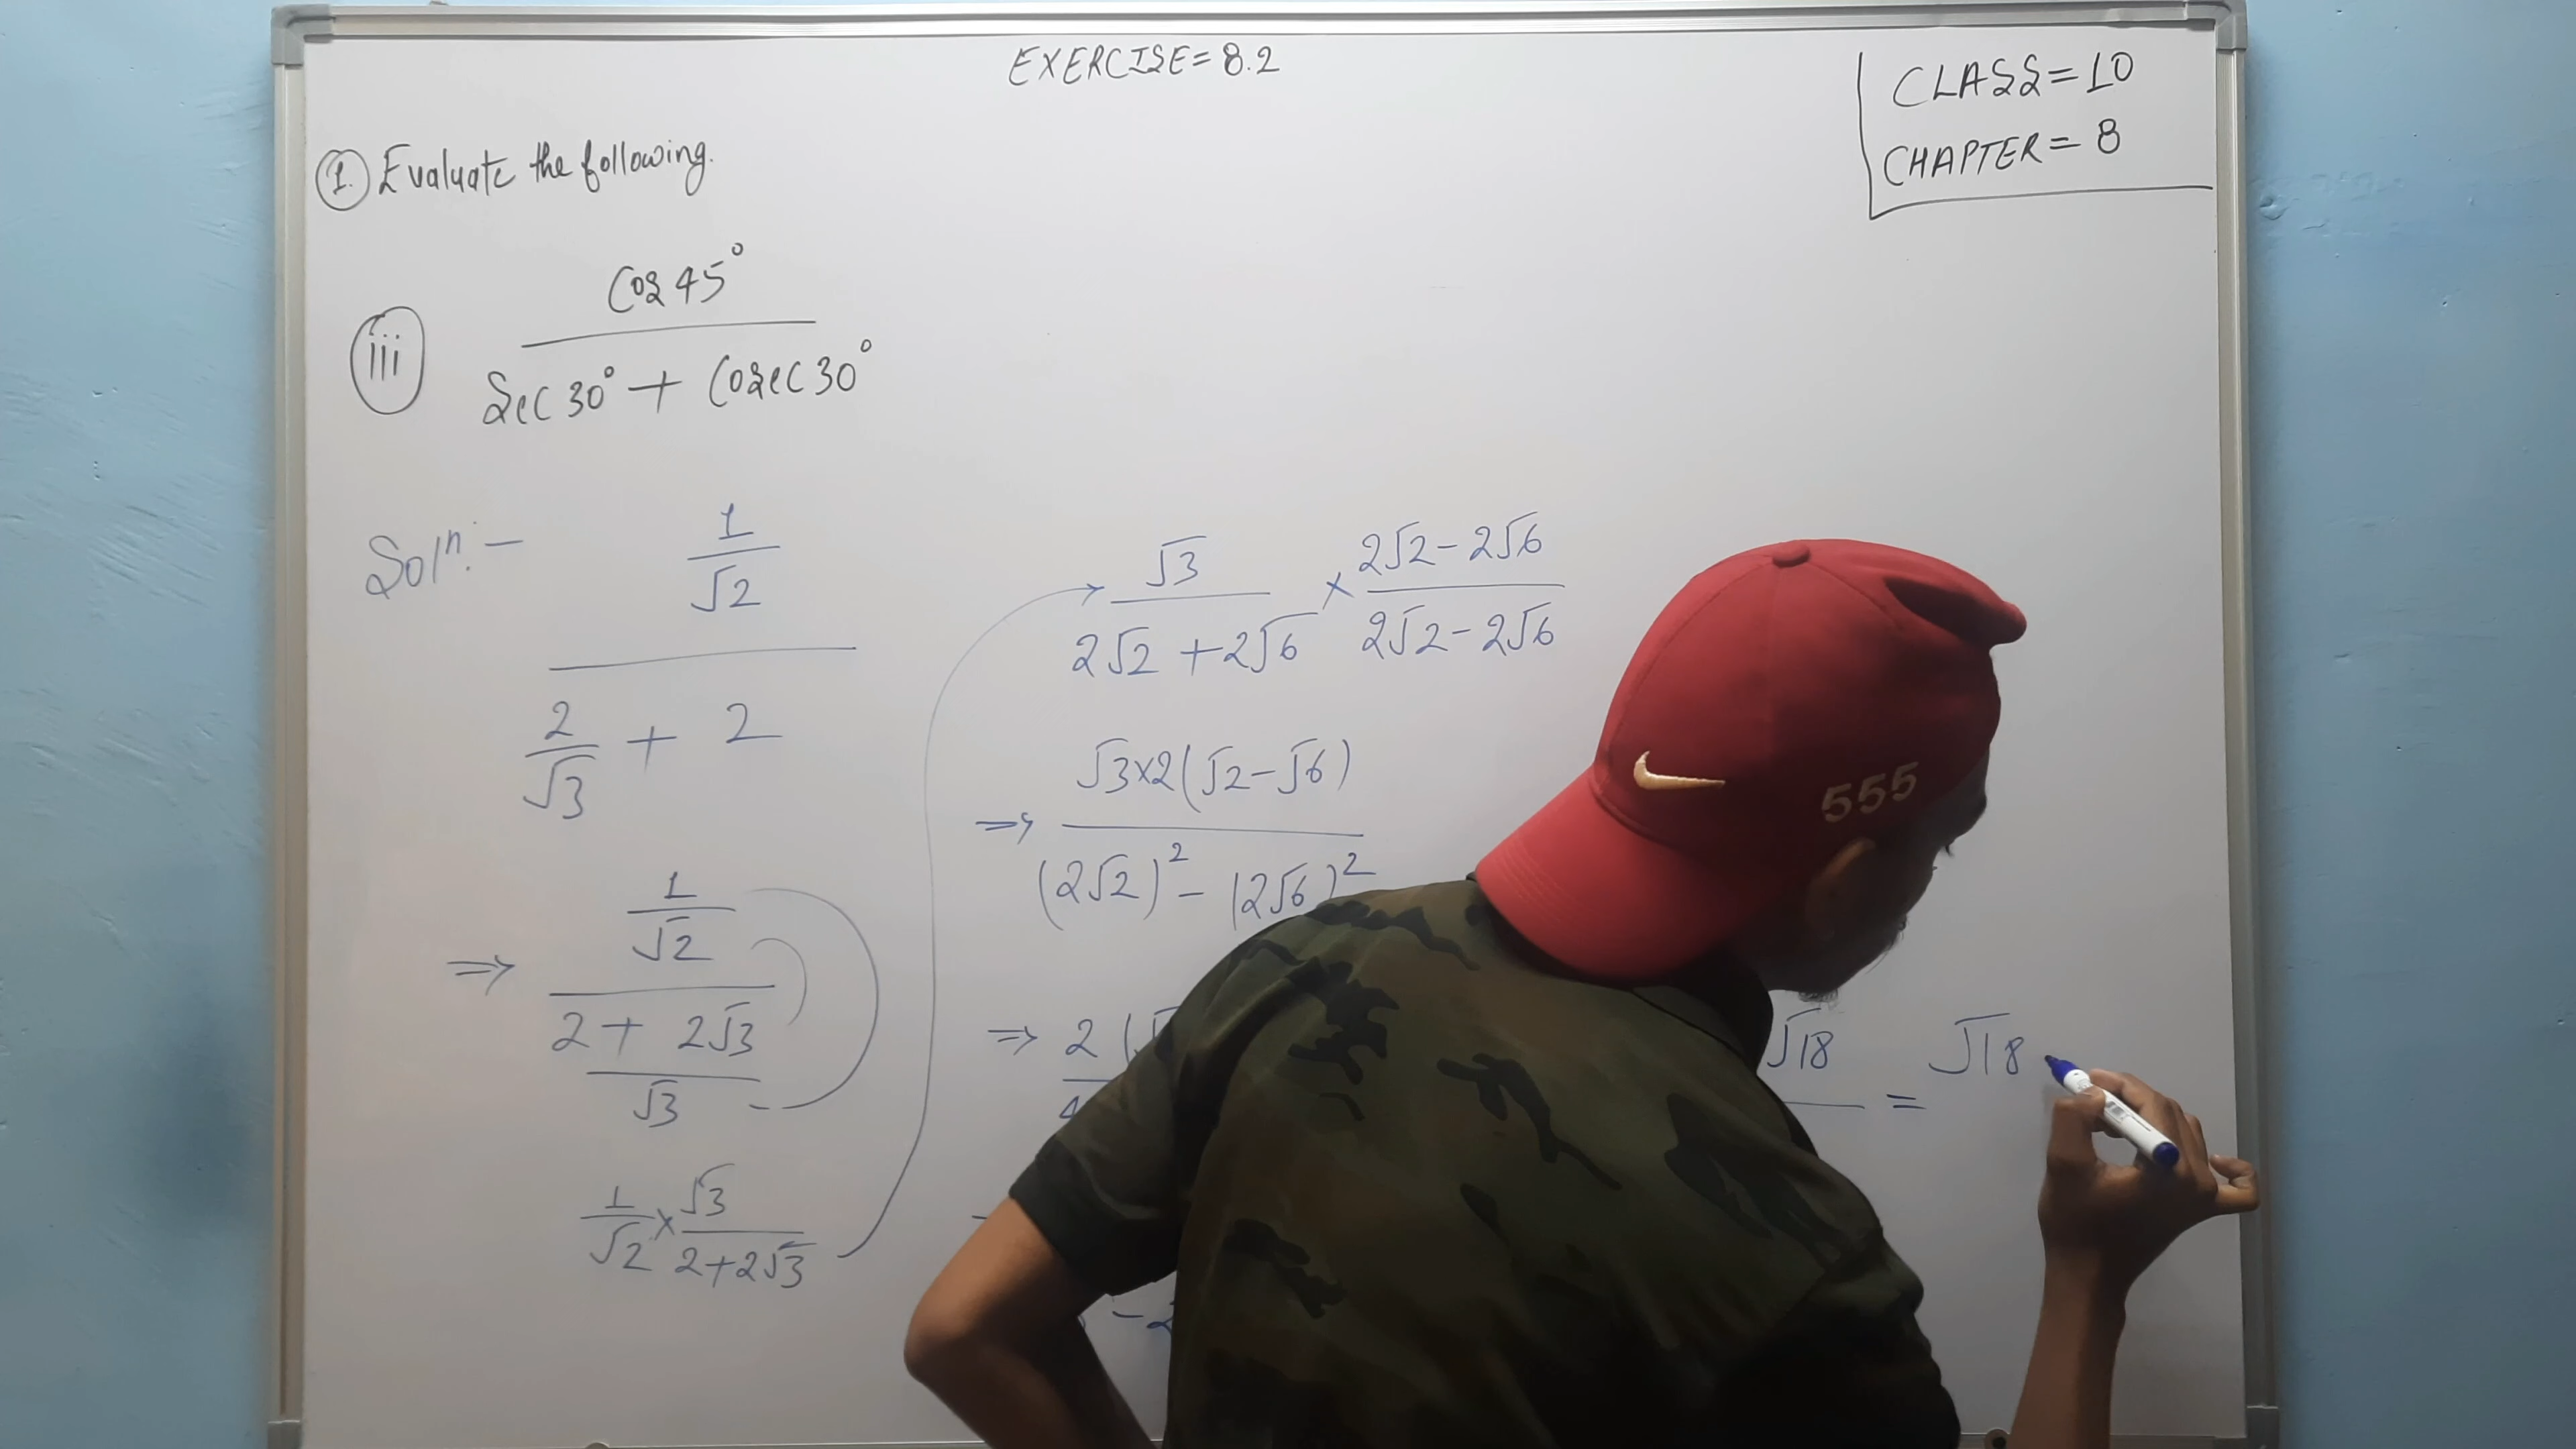 EXERCISE = 8.2
CLASS = 10
CHAPTER = 8
1. Evaluate the following.
iii Cos 45° / Sec 30° + Cosec 30°
Solⁿ:-
1/√2
2/√3 + 2
⇒ 1/√2
2 + 2√3
√3
1/√2 × √3/2+2√3
√3/2√2 + 2√6 × 2√2 - 2√6/2√2 - 2√6
⇒ √3×2(√2-√6)
(2√2)² - (2√6)²
⇒ 2(
√18 = √18
555